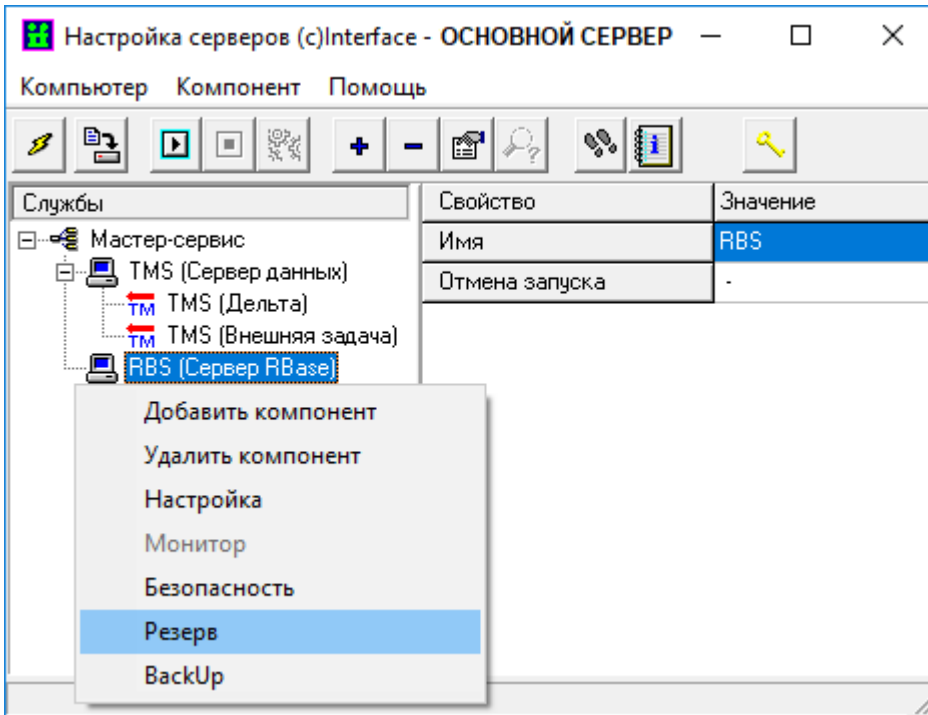 Настройка серверов (c)Interface - ОСНОВНОЙ СЕРВЕР
Компьютер Компонент Помощь
Службы
Свойство Значение
Мастер-сервис
Имя RBS
TMS (Сервер данных)
Отмена запуска -
TM TMS (Дельта)
TM TMS (Внешняя задача)
RBS (Сервер RBase)
Добавить компонент
Удалить компонент
Настройка
Монитор
Безопасность
Резерв
BackUp